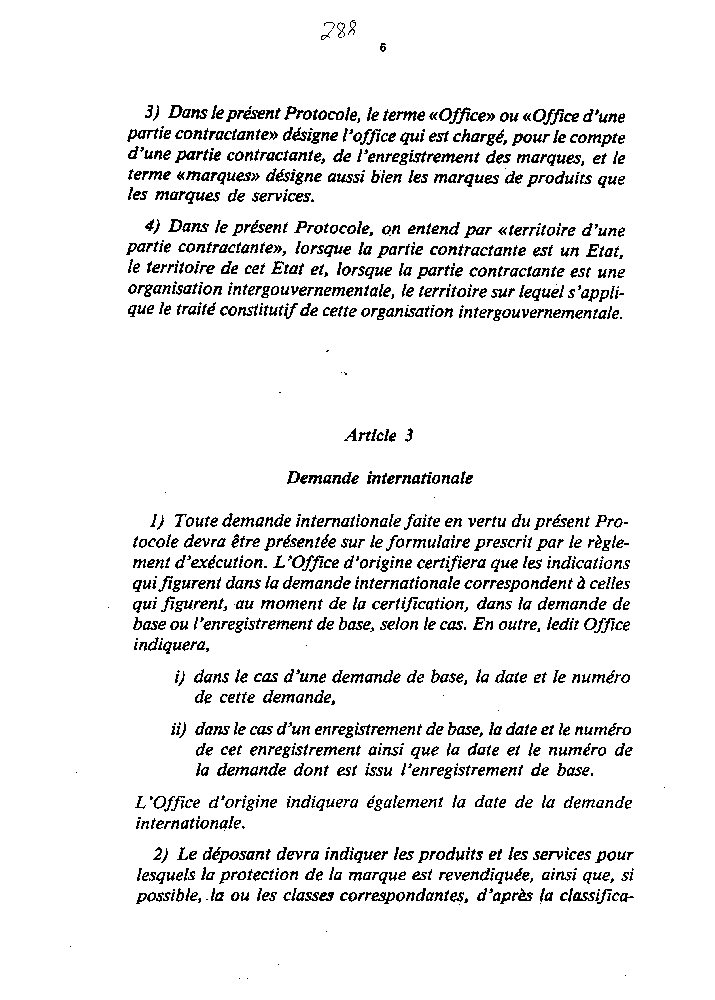 288
6
3) Dans le présent Protocole, le terme «Office» ou «Office d'une
partie contractante» désigne l'office qui est chargé, pour le compte
d'une partie contractante, de l'enregistrement des marques, et le
terme «marques» désigne aussi bien les marques de produits que
les marques de services.
4) Dans le présent Protocole, on entend par «territoire d'une
partie contractante», lorsque la partie contractante est un Etat,
le territoire de cet Etat et, lorsque la partie contractante est une
organisation intergouvernementale, le territoire sur lequel s'appli-
que le traité constitutif de cette organisation intergouvernementale.
Article 3
Demande internationale
1) Toute demande internationale faite en vertu du présent Pro-
tocole devra être présentée sur le formulaire prescrit par le règle-
ment d'exécution. L'Office d'origine certifiera que les indications
qui figurent dans la demande internationale correspondent à celles
qui figurent, au moment de la certification, dans la demande de
base ou l'enregistrement de base, selon le cas. En outre, ledit Office
indiquera,
i) dans le cas d'une demande de base, la date et le numéro
de cette demande,
ii) dans le cas d'un enregistrement de base, la date et le numéro
de cet enregistrement ainsi que la date et le numéro de
la demande dont est issu l'enregistrement de base.
L'Office d'origine indiquera également la date de la demande
internationale.
2) Le déposant devra indiquer les produits et les services pour
lesquels la protection de la marque est revendiquée, ainsi que, si
possible, la ou les classes correspondantes, d'après la classifica-